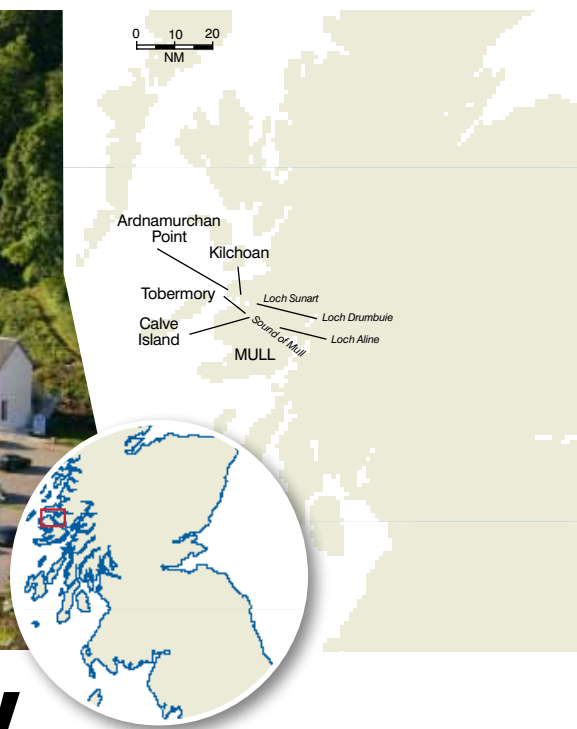 0 10 20
NM
Ardnamurchan
Point
Kilchoan
Tobermory
Loch Sunart
Loch Drumbuie
Calve
Island
Sound of Mull
Loch Aline
MULL